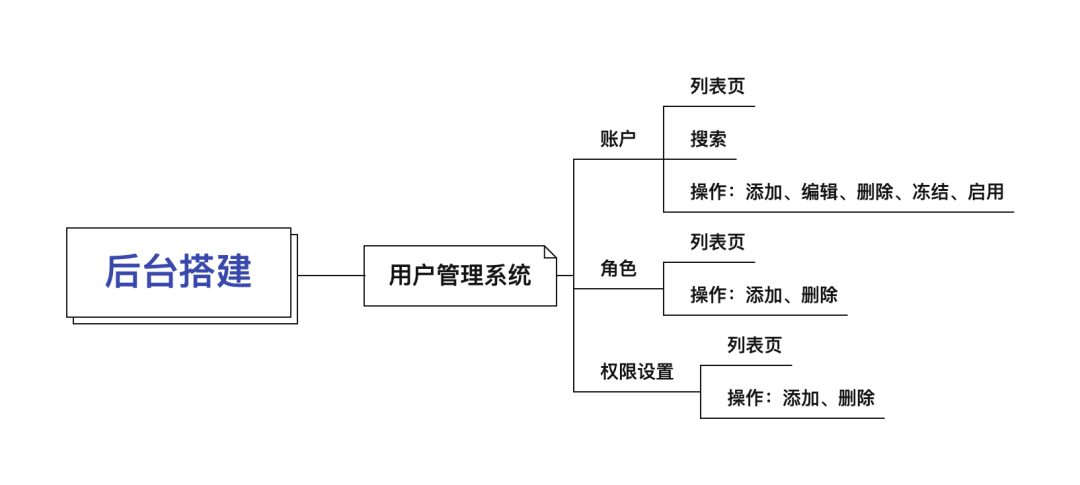 后台搭建
用户管理系统
账户
列表页
搜索
操作：添加、编辑、删除、冻结、启用
角色
列表页
操作：添加、删除
权限设置
列表页
操作：添加、删除